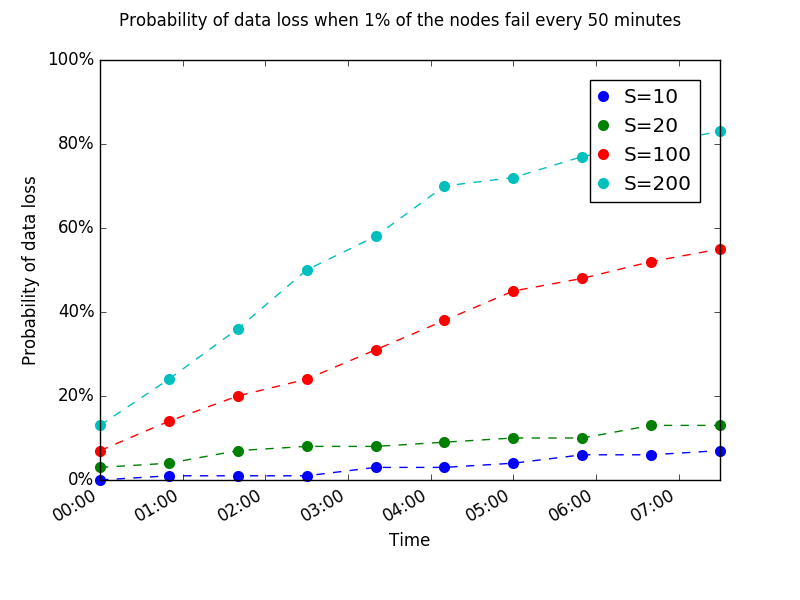 Probability of data loss when 1% of the nodes fail every 50 minutes
100%
80%
60%
40%
20%
0%
Probability of data loss
S=10
S=20
S=100
S=200
00:00
01:00
02:00
03:00
04:00
05:00
06:00
07:00
Time